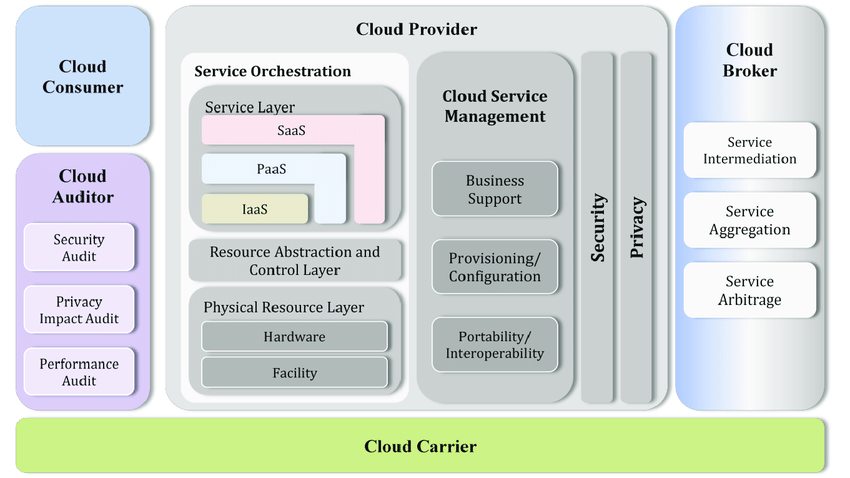 Cloud
Consumer
Cloud
Auditor
Security
Audit
Privacy
Impact Audit
Performance
Audit
Cloud Provider
Service Orchestration
Service Layer
SaaS
PaaS
IaaS
Resource Abstraction and
Control Layer
Physical Resource Layer
Hardware
Facility
Cloud Service
Management
Business
Support
Provisioning/
Configuration
Portability/
Interoperability
Security
Privacy
Cloud
Broker
Service
Intermediation
Service
Aggregation
Service
Arbitrage
Cloud Carrier